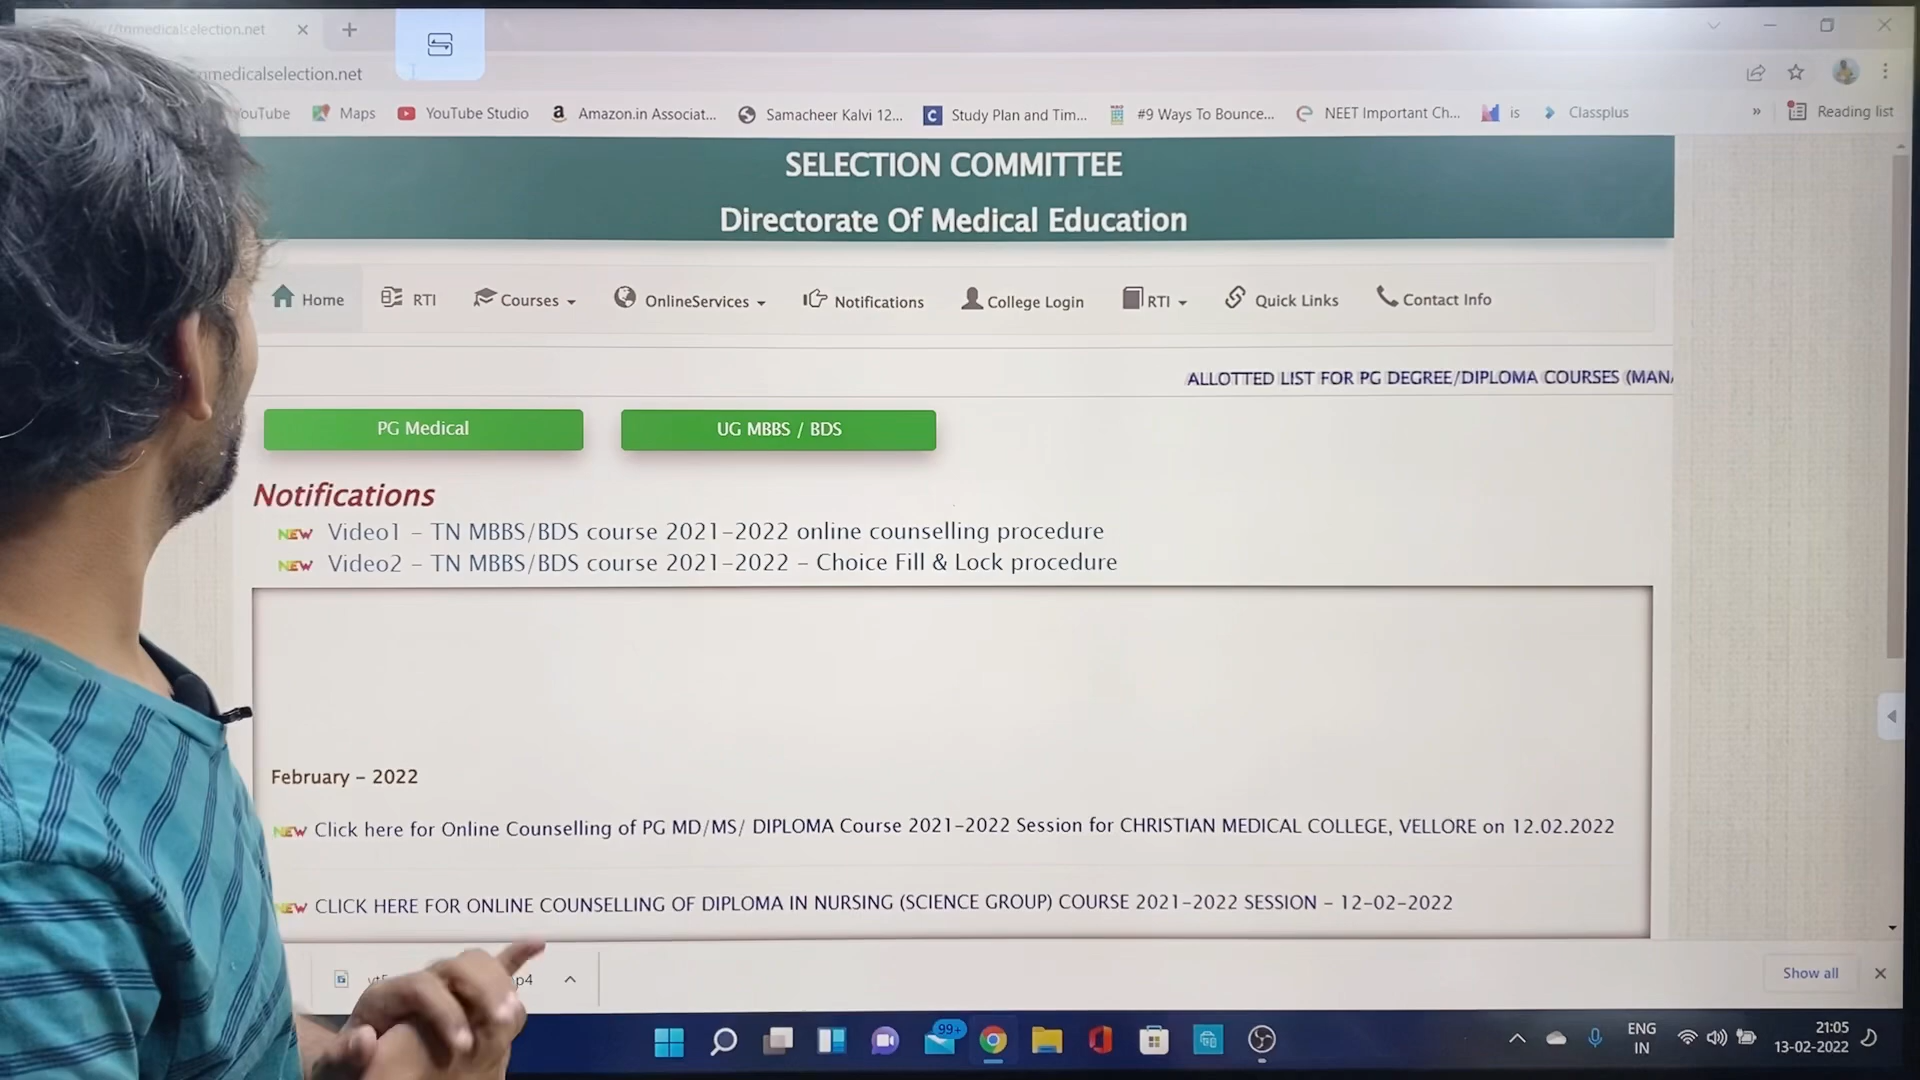 //tnmedicalselection.net
nmedicalselection.net
YouTube
Maps
YouTube Studio
Amazon.in Associat...
Samacheer Kalvi 12...
Study Plan and Tim...
#9 Ways To Bounce...
NEET Important Ch...
is
Classplus
»
Reading list
SELECTION COMMITTEE
Directorate Of Medical Education
Home
RTI
Courses
OnlineServices
Notifications
College Login
RTI
Quick Links
Contact Info
ALLOTTED LIST FOR PG DEGREE/DIPLOMA COURSES (MANA
PG Medical
UG MBBS / BDS
Notifications
NEW Video1 - TN MBBS/BDS course 2021-2022 online counselling procedure
NEW Video2 - TN MBBS/BDS course 2021-2022 - Choice Fill & Lock procedure
February - 2022
NEW Click here for Online Counselling of PG MD/MS/ DIPLOMA Course 2021-2022 Session for CHRISTIAN MEDICAL COLLEGE, VELLORE on 12.02.2022
NEW CLICK HERE FOR ONLINE COUNSELLING OF DIPLOMA IN NURSING (SCIENCE GROUP) COURSE 2021-2022 SESSION - 12-02-2022
p4
Show all
99+
ENG
IN
21:05
13-02-2022